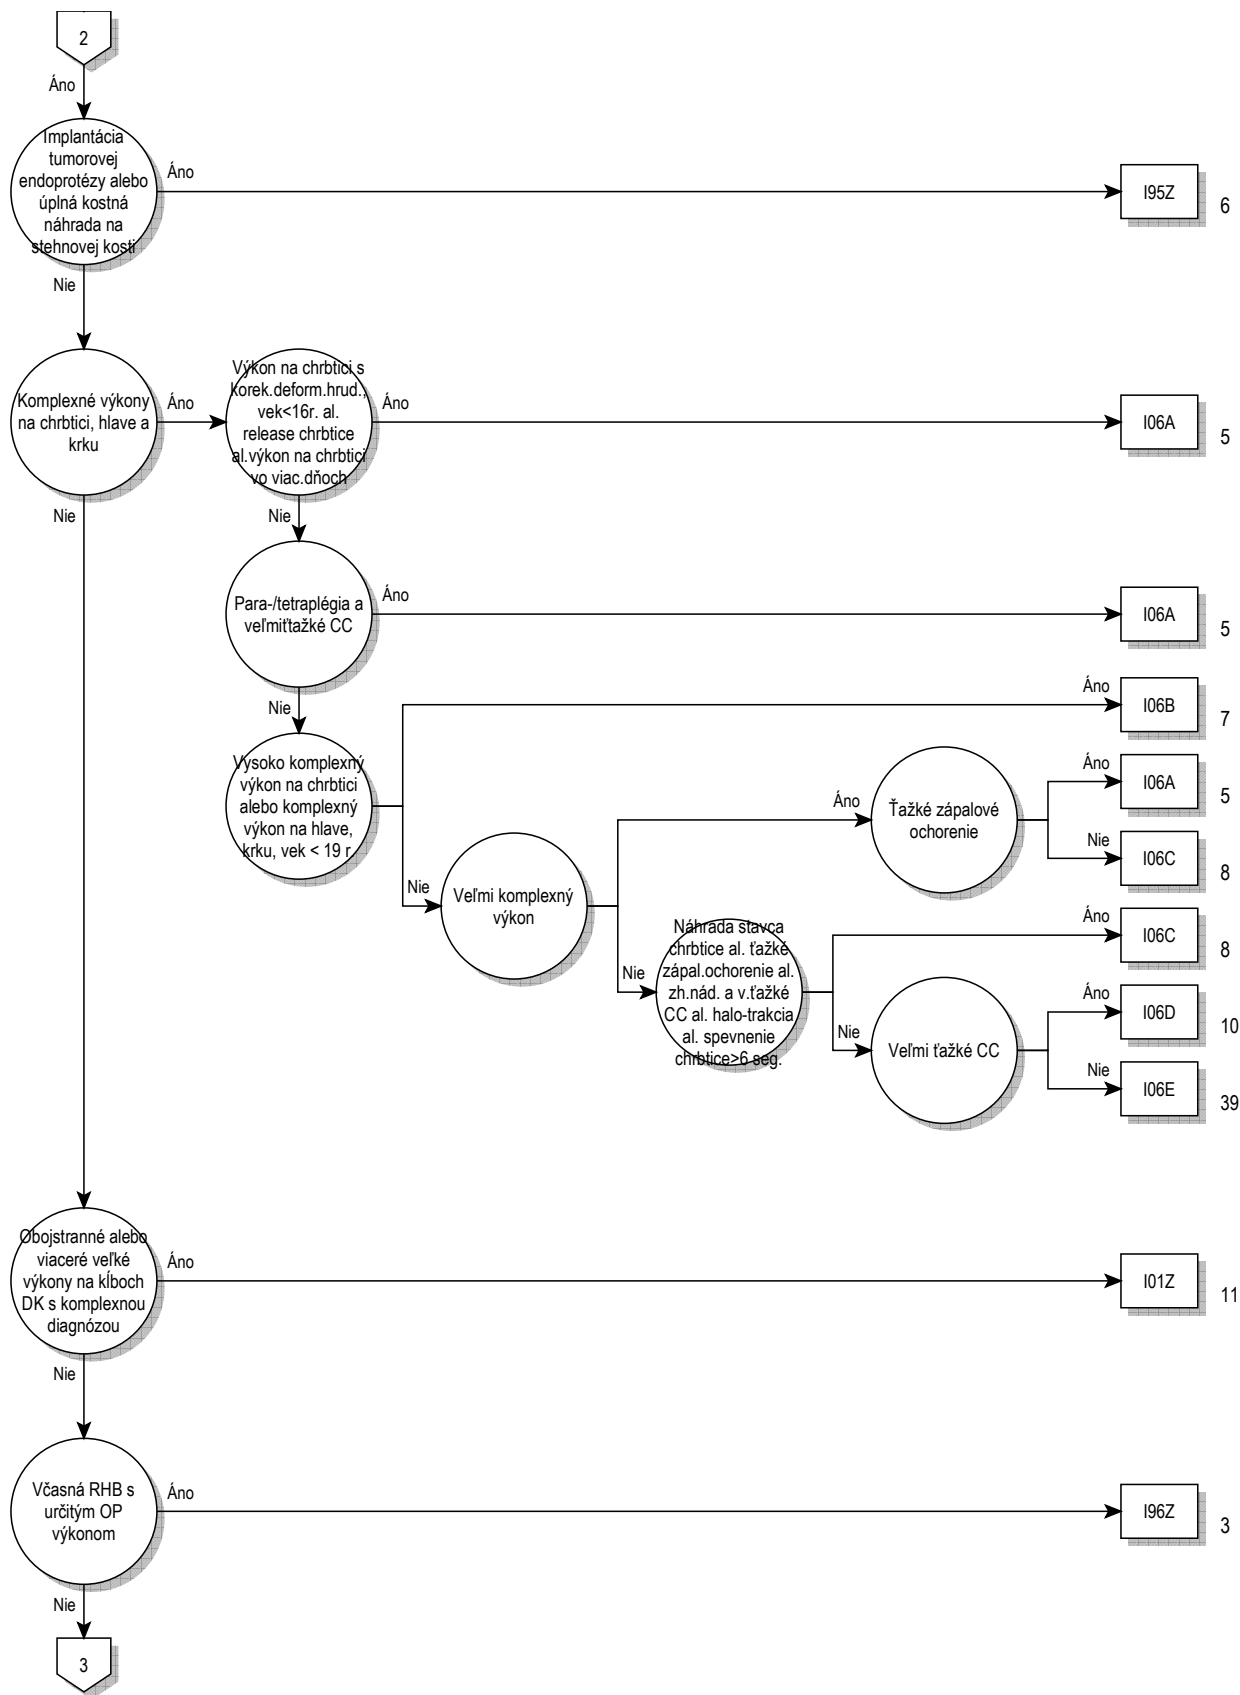 2
Áno
Implantácia
tumorovej
endoprotézy alebo
úplná kostná
náhrada na
stehnovej kosti
Áno
I95Z
6
Nie
Komplexné výkony
na chrbtici, hlave a
krku
Áno
Výkon na chrbtici s
korek.deform.hrud.,
vek<16r. al.
release chrbtice
al.výkon na chrbtici
vo viac.dňoch
Áno
I06A
5
Nie
Nie
Para-/tetraplégia a
veľmiťtažké CC
Áno
I06A
5
Nie
Vysoko komplexný
výkon na chrbtici
alebo komplexný
výkon na hlave,
krku, vek < 19 r.
Áno
I06B
7
Nie
Veľmi komplexný
výkon
Áno
Ťažké zápalové
ochorenie
Áno
I06A
5
Nie
I06C
8
Nie
Náhrada stavca
chrbtice al. ťažké
zápal.ochorenie al.
zh.nád. a v.ťažké
CC al. halo-trakcia
al. spevnenie
chrbtice>6 seg.
Áno
I06C
8
Nie
Veľmi ťažké CC
Áno
I06D
10
Nie
I06E
39
Obojstranné alebo
viaceré veľké
výkony na kĺboch
DK s komplexnou
diagnózou
Áno
I01Z
11
Nie
Včasná RHB s
určitým OP
výkonom
Áno
I96Z
3
Nie
3